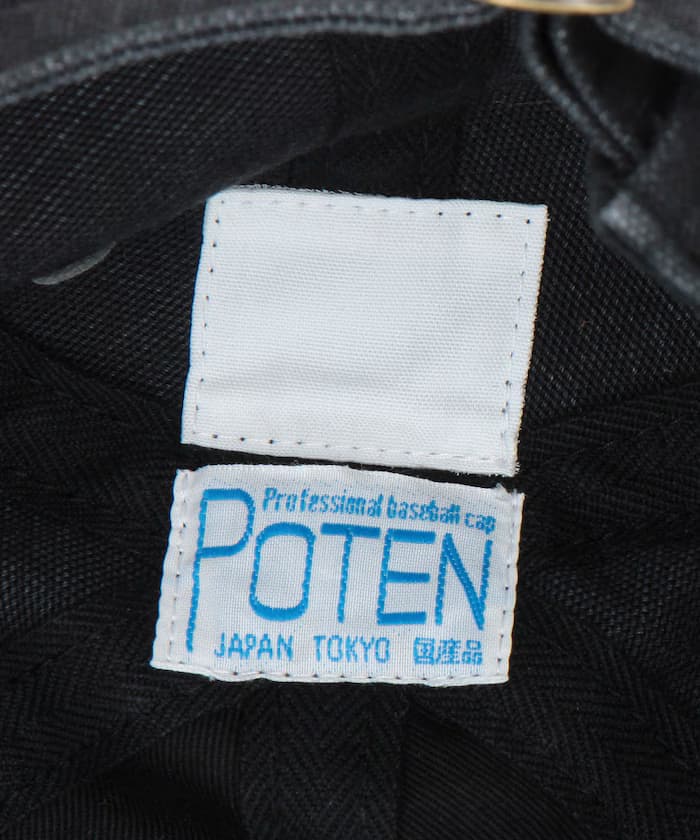 Professional baseball cap
POTEN
JAPAN TOKYO 国産品